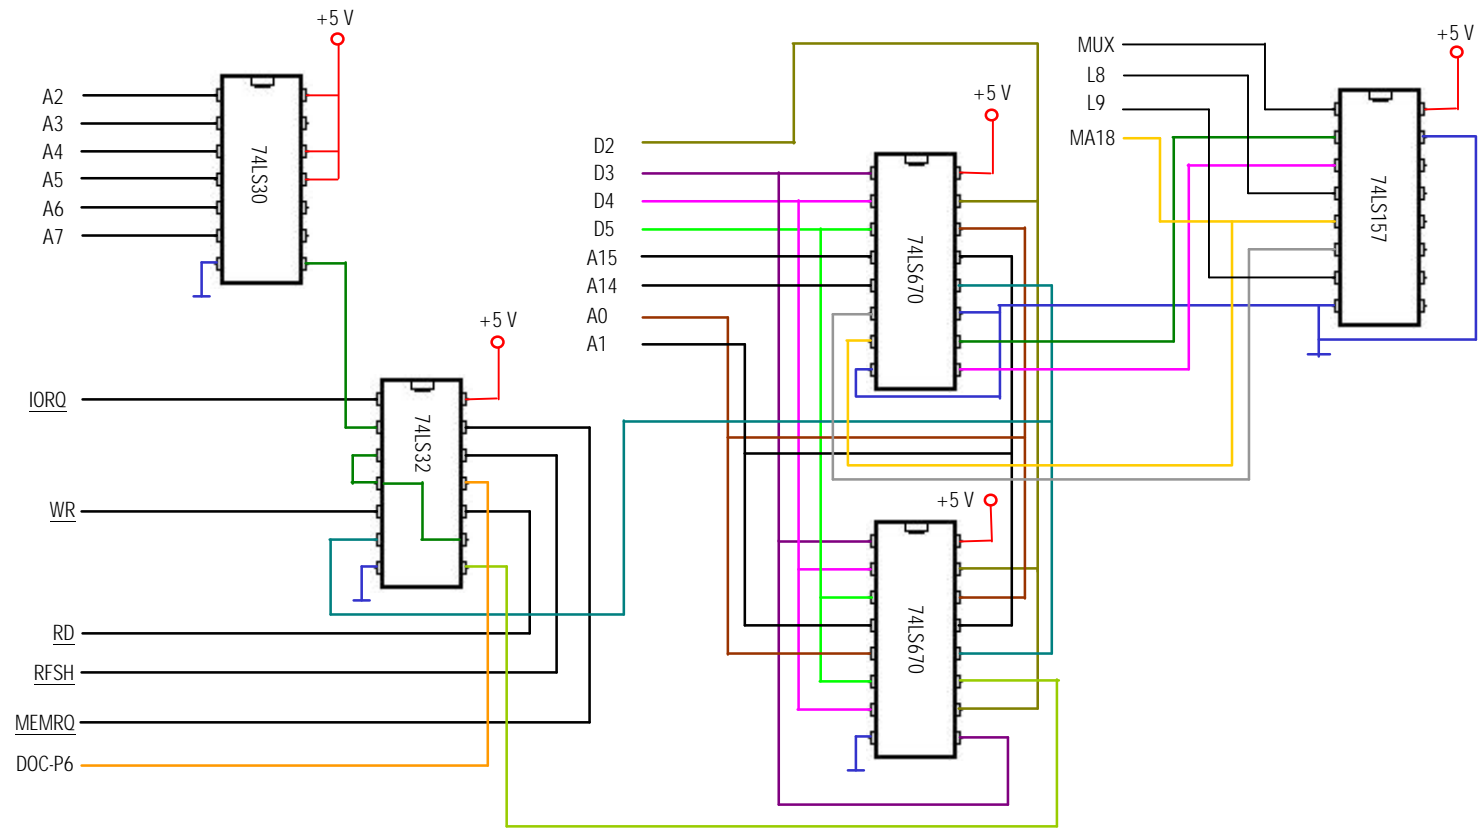 +5 V
A2
A3
A4
A5
A6
A7
74LS30
+5 V
IORQ
WR
RD
RFSH
MEMRQ
DOC-P6
74LS32
D2
D3
D4
D5
A15
A14
A0
A1
+5 V
74LS670
+5 V
74LS670
MUX
L8
L9
MA18
+5 V
74LS157